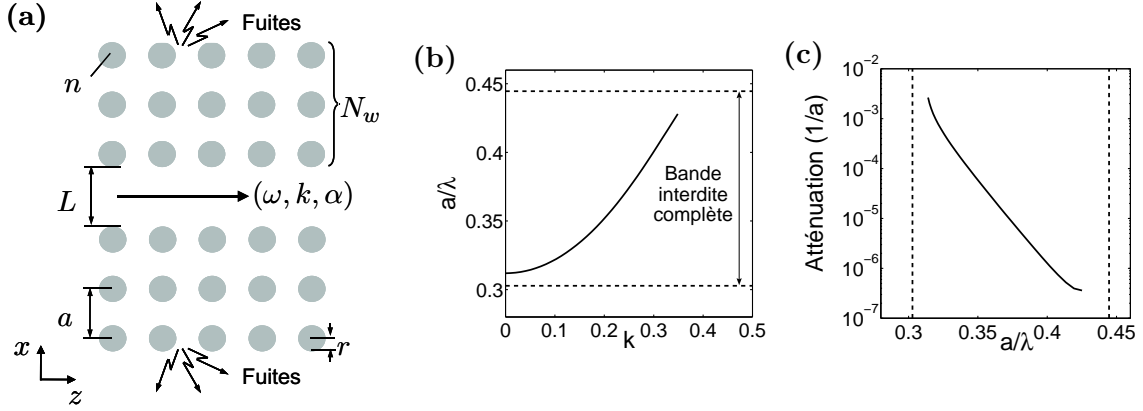 (a)
Fuites
n
N_w
L
(ω, k, α)
a
r
x
z
Fuites
(b)
0.45
0.4
0.35
0.3
a/λ
Bande
interdite
complète
0 0.1 0.2 0.3 0.4 0.5
k
(c)
10^-2
10^-3
10^-4
10^-5
10^-6
10^-7
Atténuation (1/a)
0.3 0.35 0.4 0.45
a/λ